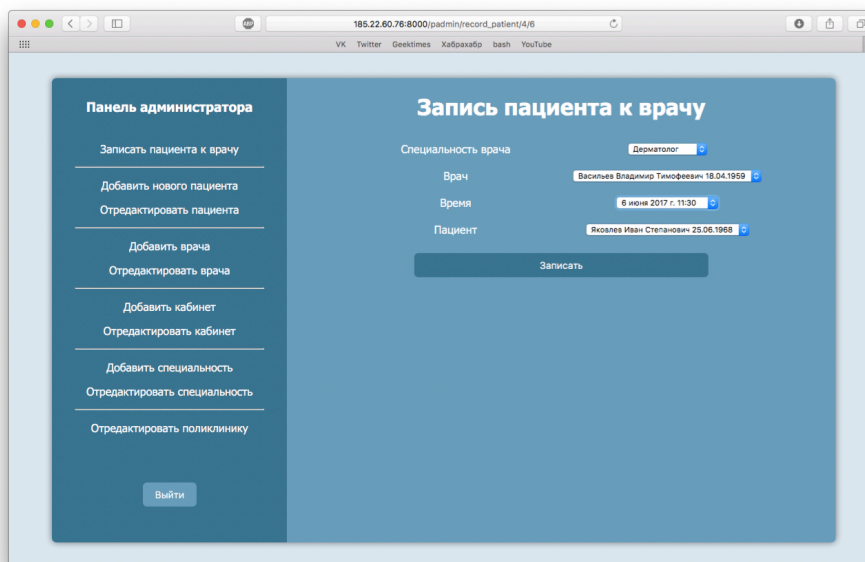 185.22.60.76:8000/padmin/record_patient/4/6
VK Twitter Geektimes Хабрахабр bash YouTube
Панель администратора
Записать пациента к врачу
Добавить нового пациента
Отредактировать пациента
Добавить врача
Отредактировать врача
Добавить кабинет
Отредактировать кабинет
Добавить специальность
Отредактировать специальность
Отредактировать поликлинику
Выйти
Запись пациента к врачу
Специальность врача Дерматолог
Врач Васильев Владимир Тимофеевич 18.04.1959
Время 6 июня 2017 г. 11:30
Пациент Яковлев Иван Степанович 25.06.1968
Записать